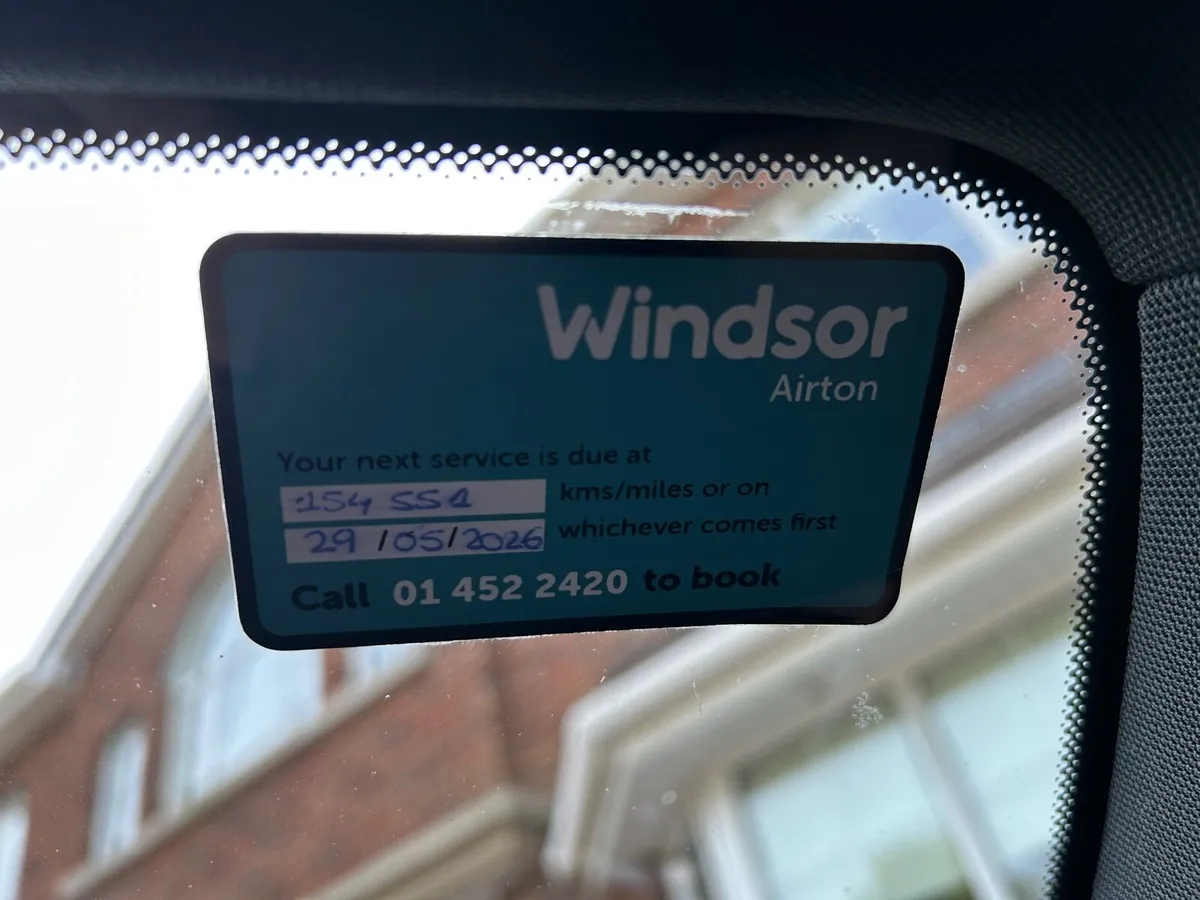 Windsor
Airton
Your next service is due at
154 551 kms/miles or on
29 /05/2026 whichever comes first
Call 01 452 2420 to book